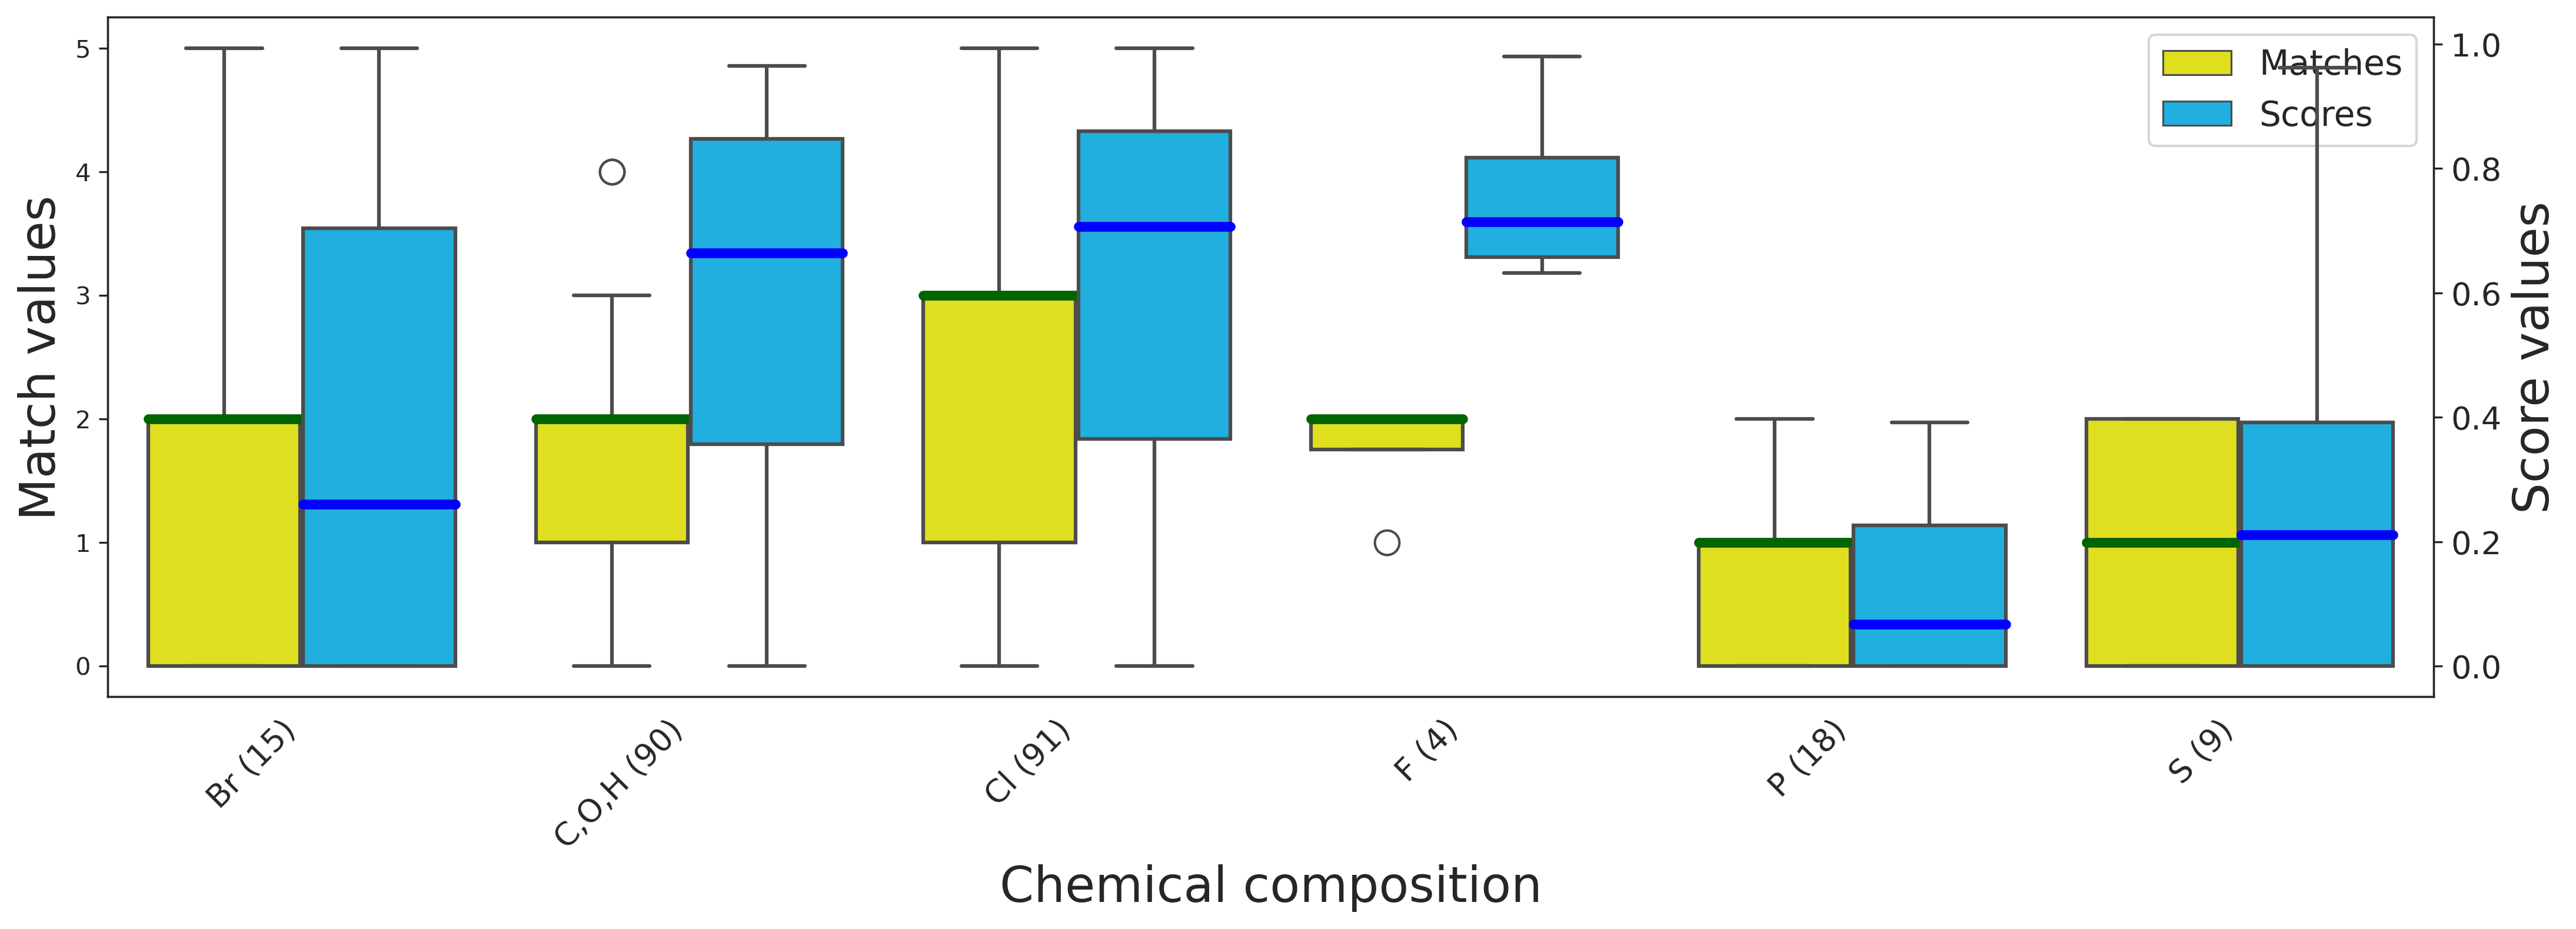 Match values
5
4
3
2
1
0
Matches
Scores
1.0
0.8
0.6
0.4
0.2
0.0
Score values
Br (15)
C,O,H (90)
Cl (91)
F (4)
P (18)
S (9)
Chemical composition